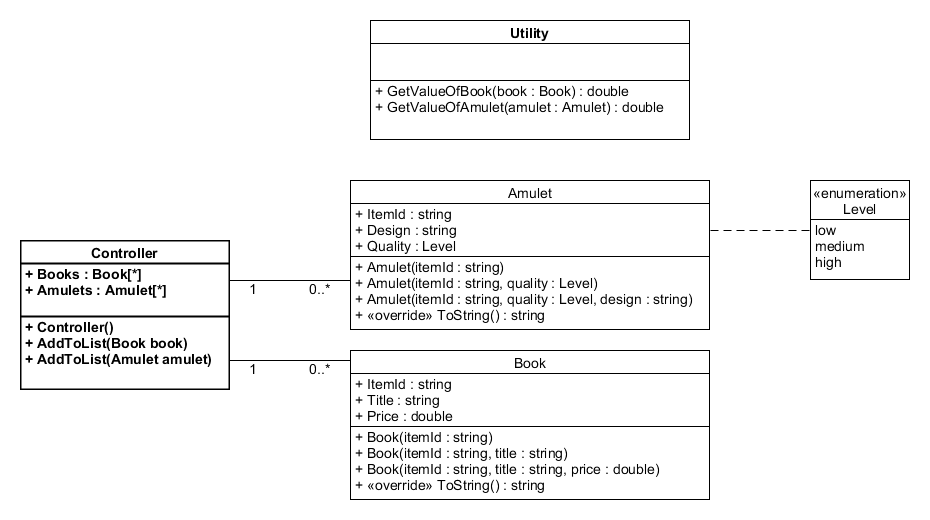 Utility
+ GetValueOfBook(book : Book) : double
+ GetValueOfAmulet(amulet : Amulet) : double
Amulet
+ ItemId : string
+ Design : string
+ Quality : Level
+ Amulet(itemId : string)
+ Amulet(itemId : string, quality : Level)
+ Amulet(itemId : string, quality : Level, design : string)
+ «override» ToString() : string
«enumeration»
Level
low
medium
high
Controller
+ Books : Book[*]
+ Amulets : Amulet[*]
+ Controller()
+ AddToList(Book book)
+ AddToList(Amulet amulet)
1 0..*
1 0..*
Book
+ ItemId : string
+ Title : string
+ Price : double
+ Book(itemId : string)
+ Book(itemId : string, title : string)
+ Book(itemId : string, title : string, price : double)
+ «override» ToString() : string